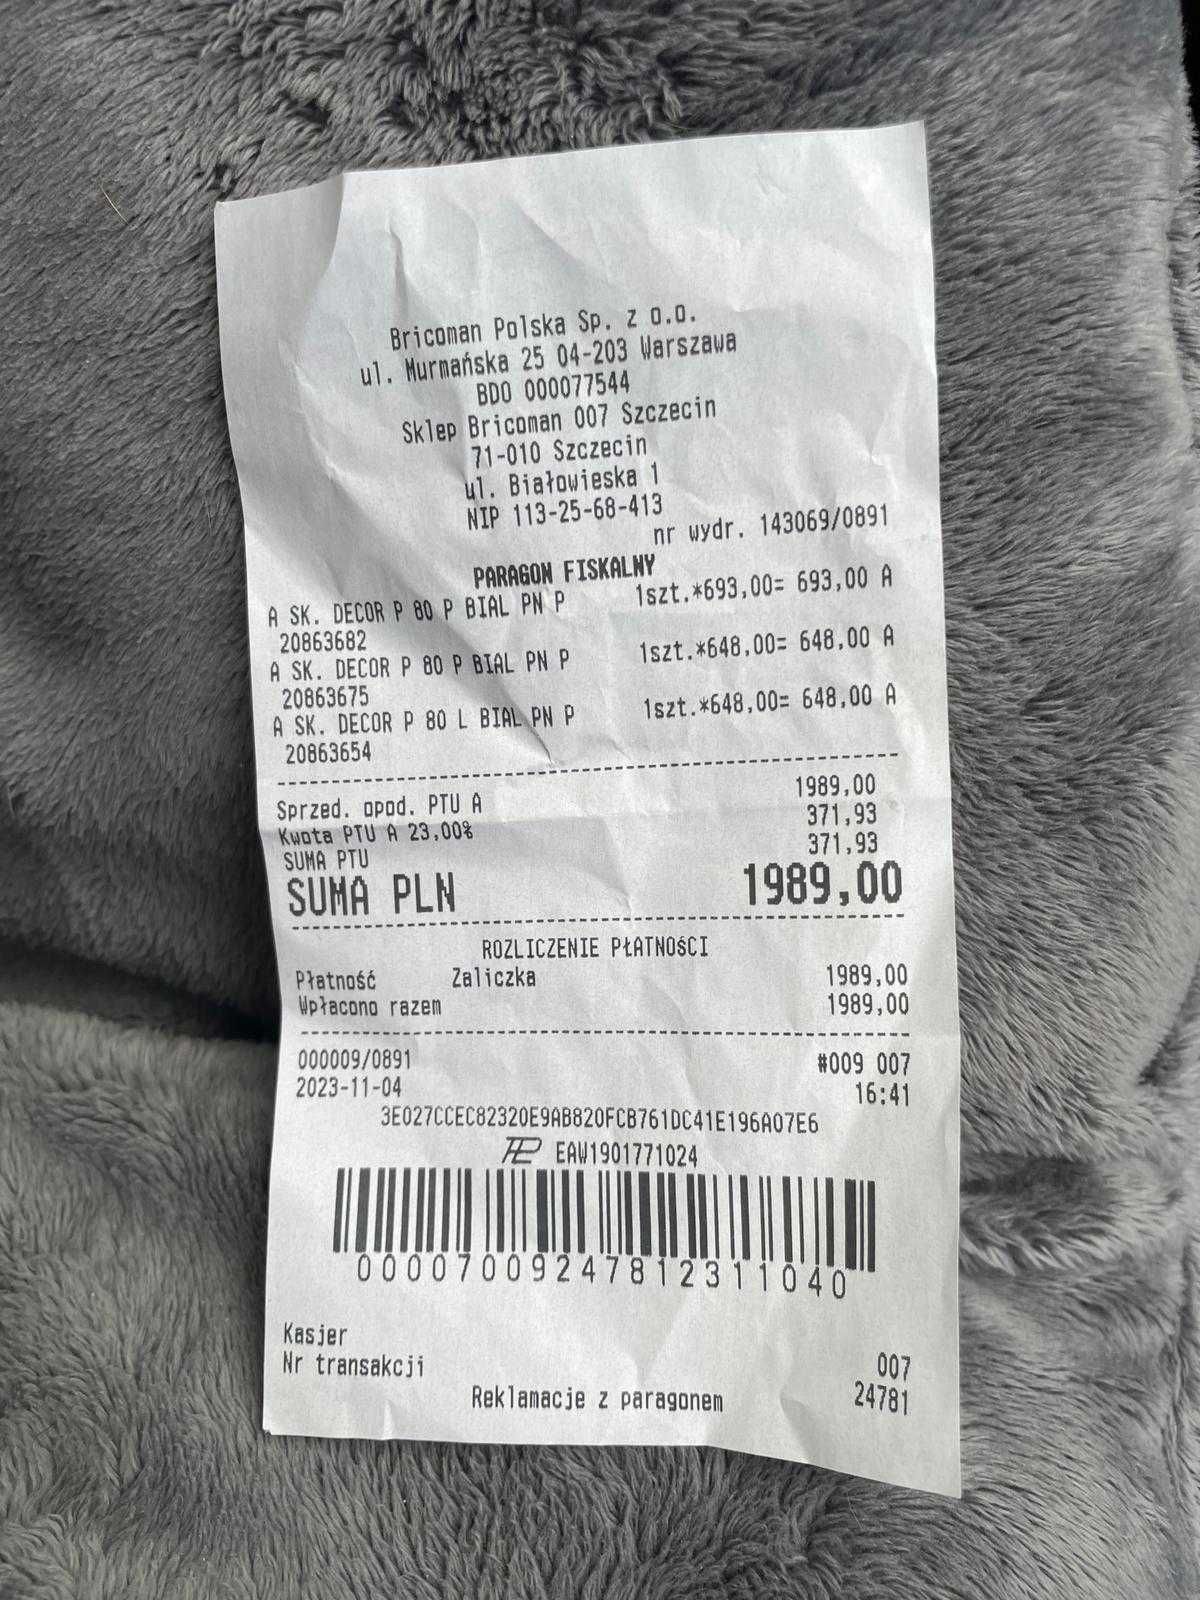 Bricoman Polska Sp. z o.o.
ul. Murmańska 25 04-203 Warszawa
BDO 000077544
Sklep Bricoman 007 Szczecin
71-010 Szczecin
ul. Białowieska 1
NIP 113-25-68-413
nr wydr. 143069/0891
PARAGON FISKALNY
A SK. DECOR P 80 P BIAL PN P 1szt.*693,00= 693,00 A
20863682
A SK. DECOR P 80 P BIAL PN P 1szt.*648,00= 648,00 A
20863675
A SK. DECOR P 80 L BIAL PN P 1szt.*648,00= 648,00 A
20863654
Sprzed. opod. PTU A 1989,00
Kwota PTU A 23,00% 371,93
SUMA PTU 371,93
SUMA PLN 1989,00
ROZLICZENIE PŁATNOŚCI
Płatność Zaliczka 1989,00
Wpłacono razem 1989,00
000009/0891 #009 007
2023-11-04 16:41
3E027CCEC82320E9AB820FCB761DC41E196A07E6
EAW1901771024
0000700924781231104​0
Kasjer 007
Nr transakcji 24781
Reklamacje z paragonem